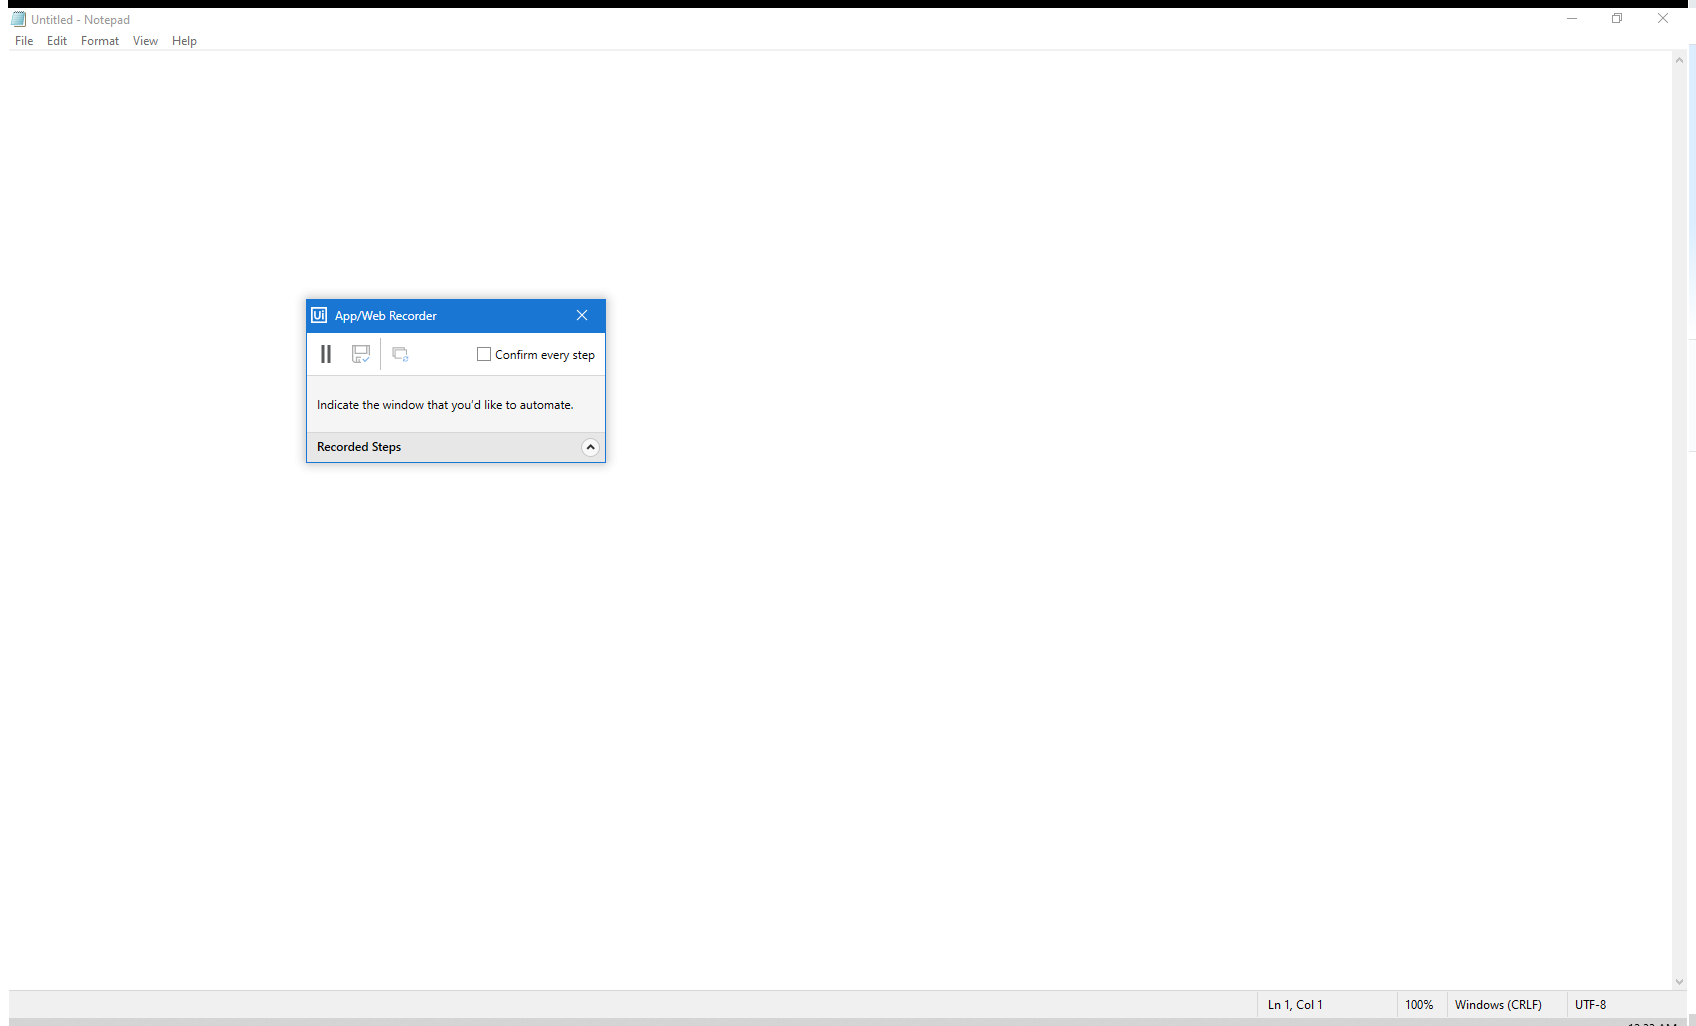 Untitled - Notepad
File Edit Format View Help
Ui App/Web Recorder
Confirm every step
Indicate the window that you'd like to automate.
Recorded Steps
Ln 1, Col 1 100% Windows (CRLF) UTF-8